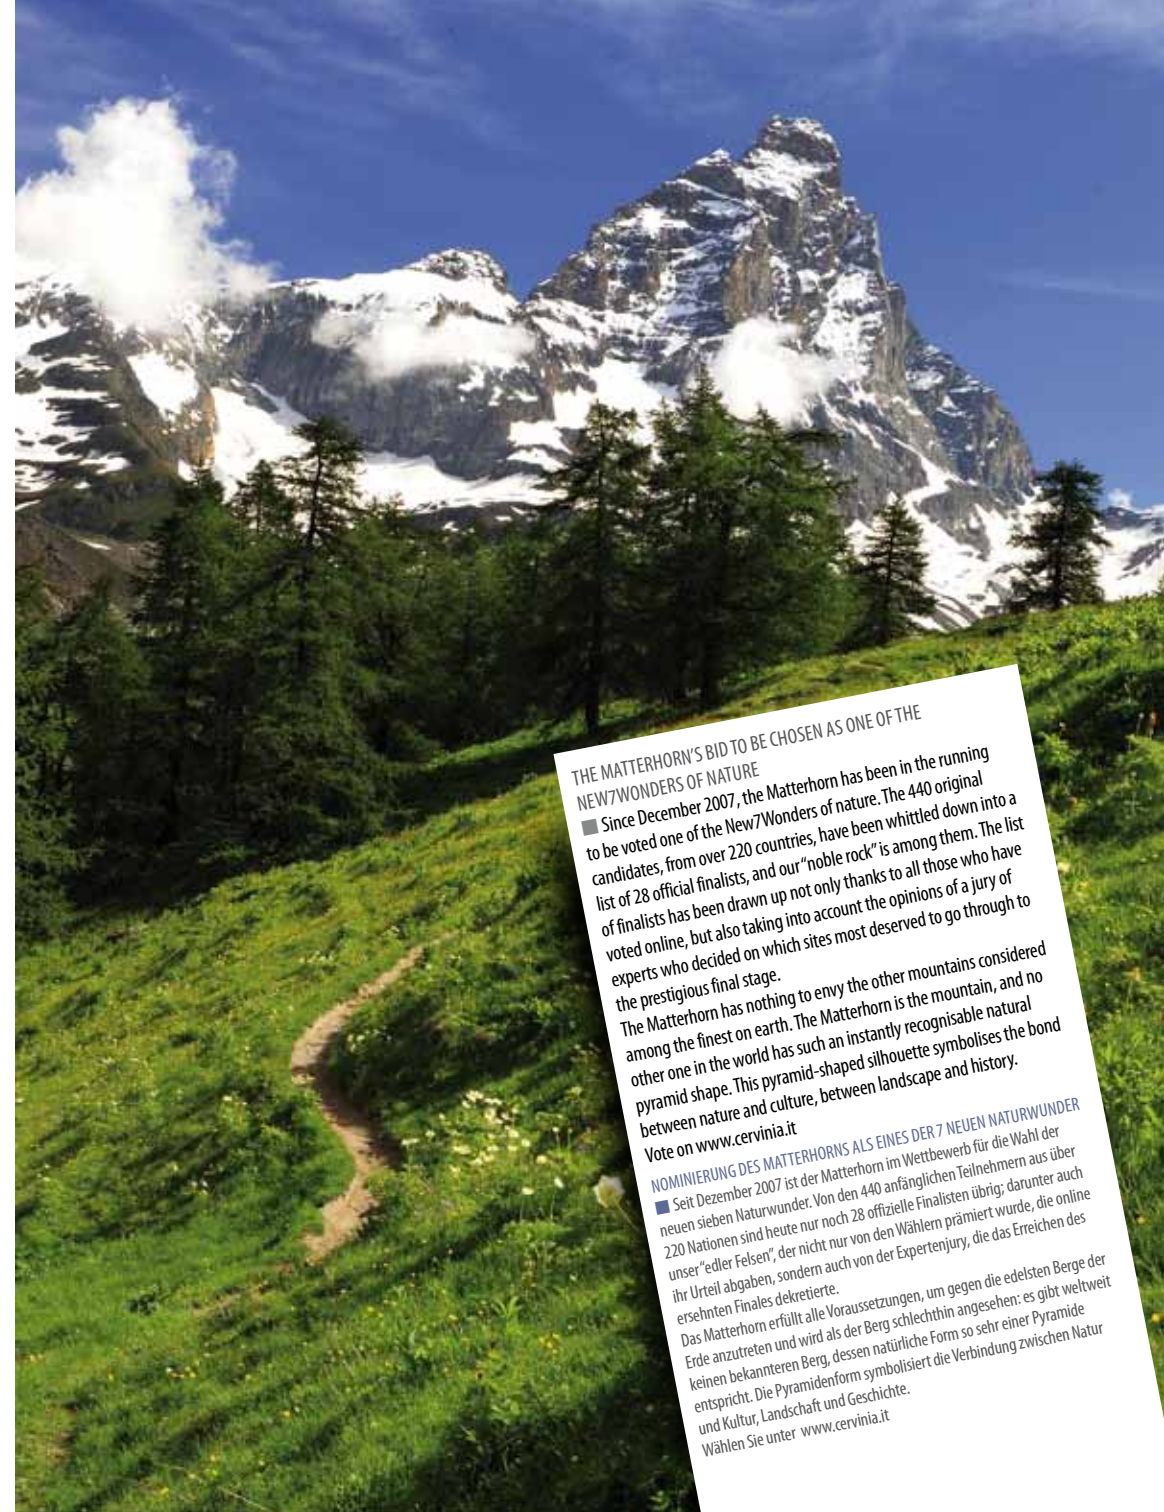 THE MATTERHORN'S BID TO BE CHOSEN AS ONE OF THE
NEW7WONDERS OF NATURE
Since December 2007, the Matterhorn has been in the running
to be voted one of the New7Wonders of nature. The 440 original
candidates, from over 220 countries, have been whittled down into a
list of 28 official finalists, and our “noble rock” is among them. The list
of finalists has been drawn up not only thanks to all those who have
voted online, but also taking into account the opinions of a jury of
experts who decided on which sites most deserved to go through to
the prestigious final stage.
The Matterhorn has nothing to envy the other mountains considered
among the finest on earth. The Matterhorn is the mountain, and no
other one in the world has such an instantly recognisable natural
pyramid shape. This pyramid-shaped silhouette symbolises the bond
between nature and culture, between landscape and history.
Vote on www.cervinia.it
NOMINIERUNG DES MATTERHORNS ALS EINES DER 7 NEUEN NATURWUNDER
Seit Dezember 2007 ist der Matterhorn im Wettbewerb für die Wahl der
neuen sieben Naturwunder. Von den 440 anfänglichen Teilnehmern aus über
220 Nationen sind heute nur noch 28 offizielle Finalisten übrig; darunter auch
unser “edler Felsen”, der nicht nur von den Wählern prämiert wurde, die online
ihr Urteil abgaben, sondern auch von der Expertenjury, die das Erreichen des
ersehnten Finales dekretierte.
Das Matterhorn erfüllt alle Voraussetzungen, um gegen die edelsten Berge der
Erde anzutreten und wird als der Berg schlechthin angesehen: es gibt weltweit
keinen bekannteren Berg, dessen natürliche Form so sehr einer Pyramide
entspricht. Die Pyramidenform symbolisiert die Verbindung zwischen Natur
und Kultur, Landschaft und Geschichte.
Wählen Sie unter www.cervinia.it